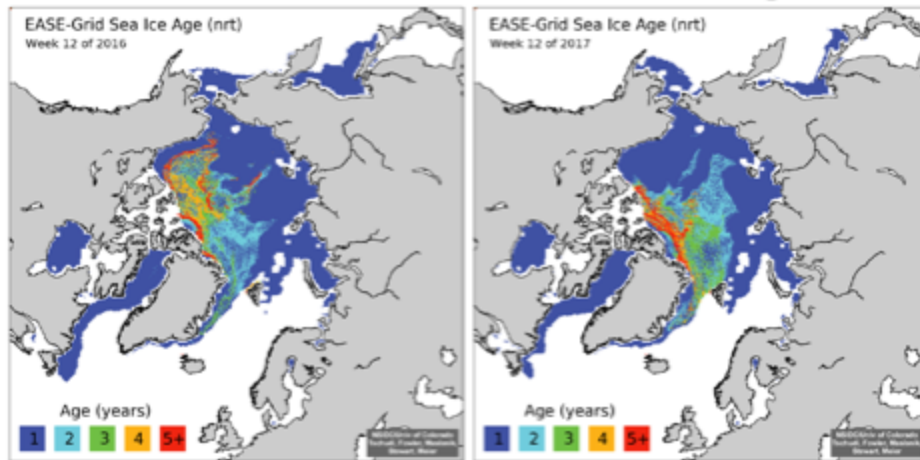 EASE-Grid Sea Ice Age (nrt)
Week 12 of 2016
Age (years)
1 2 3 4 5+
EASE-Grid Sea Ice Age (nrt)
Week 12 of 2017
Age (years)
1 2 3 4 5+